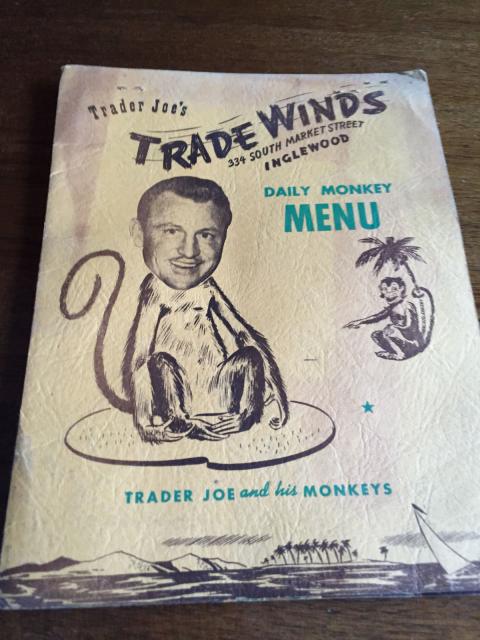 Trader Joe's
TRADE WINDS
334 SOUTH MARKET STREET
INGLEWOOD
DAILY MONKEY
MENU
TRADER JOE and his MONKEYS